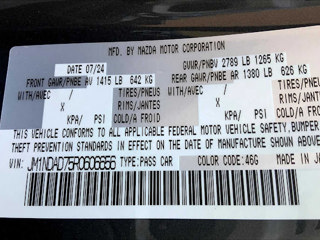 MFD. BY MAZDA MOTOR CORPORATION
DATE 07/24 GVWR/PNBV 2789 LB 1265 KG
FRONT GAWR/PNBE AV 1415 LB 642 KG REAR GAWR/PNBE AR 1380 LB 626 KG
WITH/AVEC / TIRES/PNEUS WITH/AVEC / TIRES/PNEUS
X RIMS/JANTES X RIMS/JANTES
KPA/ PSI COLD/A FROID KPA/ PSI COLD/A FROID
THIS VEHICLE CONFORMS TO ALL APPLICABLE FEDERAL MOTOR VEHICLE SAFETY, BUMPER
THEFT PREVENTION STANDARDS IN EFFECT ON THE DATE OF MANUFACTURE SHOWN ABOVE
VIN: JM1NDAD75R0606656 TYPE:PASS CAR COLOR CODE:46G